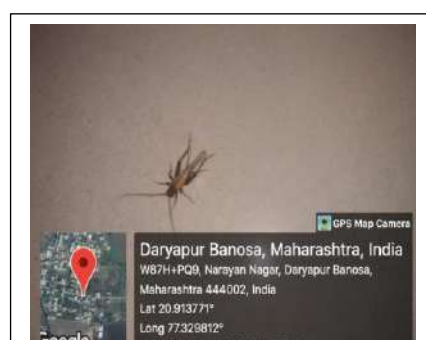 GPS Map Camera
Daryapur Banosa, Maharashtra, India
W87H+PQ9, Narayan Nagar, Daryapur Banosa,
Maharashtra 444002, India
Lat 20.913771°
Long 77.329812°
Google